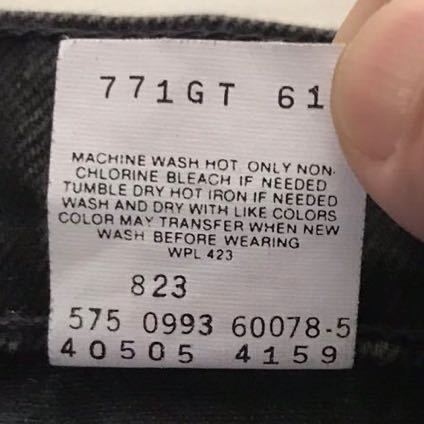 771GT 61
MACHINE WASH HOT ONLY NON-
CHLORINE BLEACH IF NEEDED
TUMBLE DRY HOT IRON IF NEEDED
WASH AND DRY WITH LIKE COLORS
COLOR MAY TRANSFER WHEN NEW
WASH BEFORE WEARING
WPL 423
823
575 0993 60078-5
40505 4159